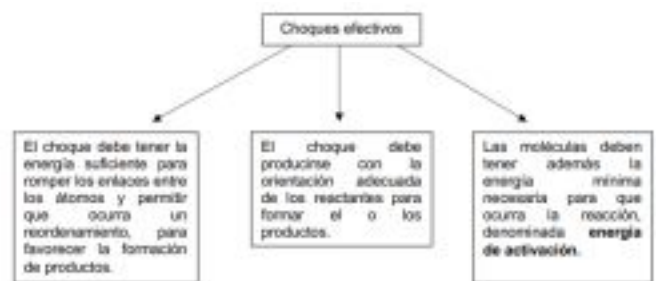 Choques efectivos
El choque debe tener la
energía suficiente para
romper los enlaces entre
los átomos y permitir
que ocurra un
reordenamiento, para
favorecer la formación
de productos.
El choque debe
producirse con la
orientación adecuada
de los reactantes para
formar el o los
productos.
Las moléculas deben
tener además la
energía mínima
necesaria para que
ocurra la reacción,
denominada energía
de activación.